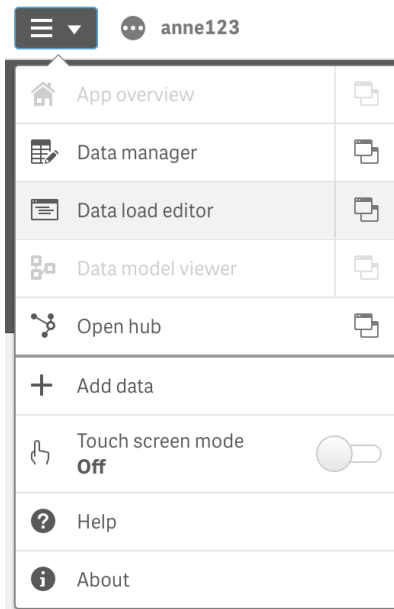 anne123
App overview
Data manager
Data load editor
Data model viewer
Open hub
Add data
Touch screen mode
Off
Help
About